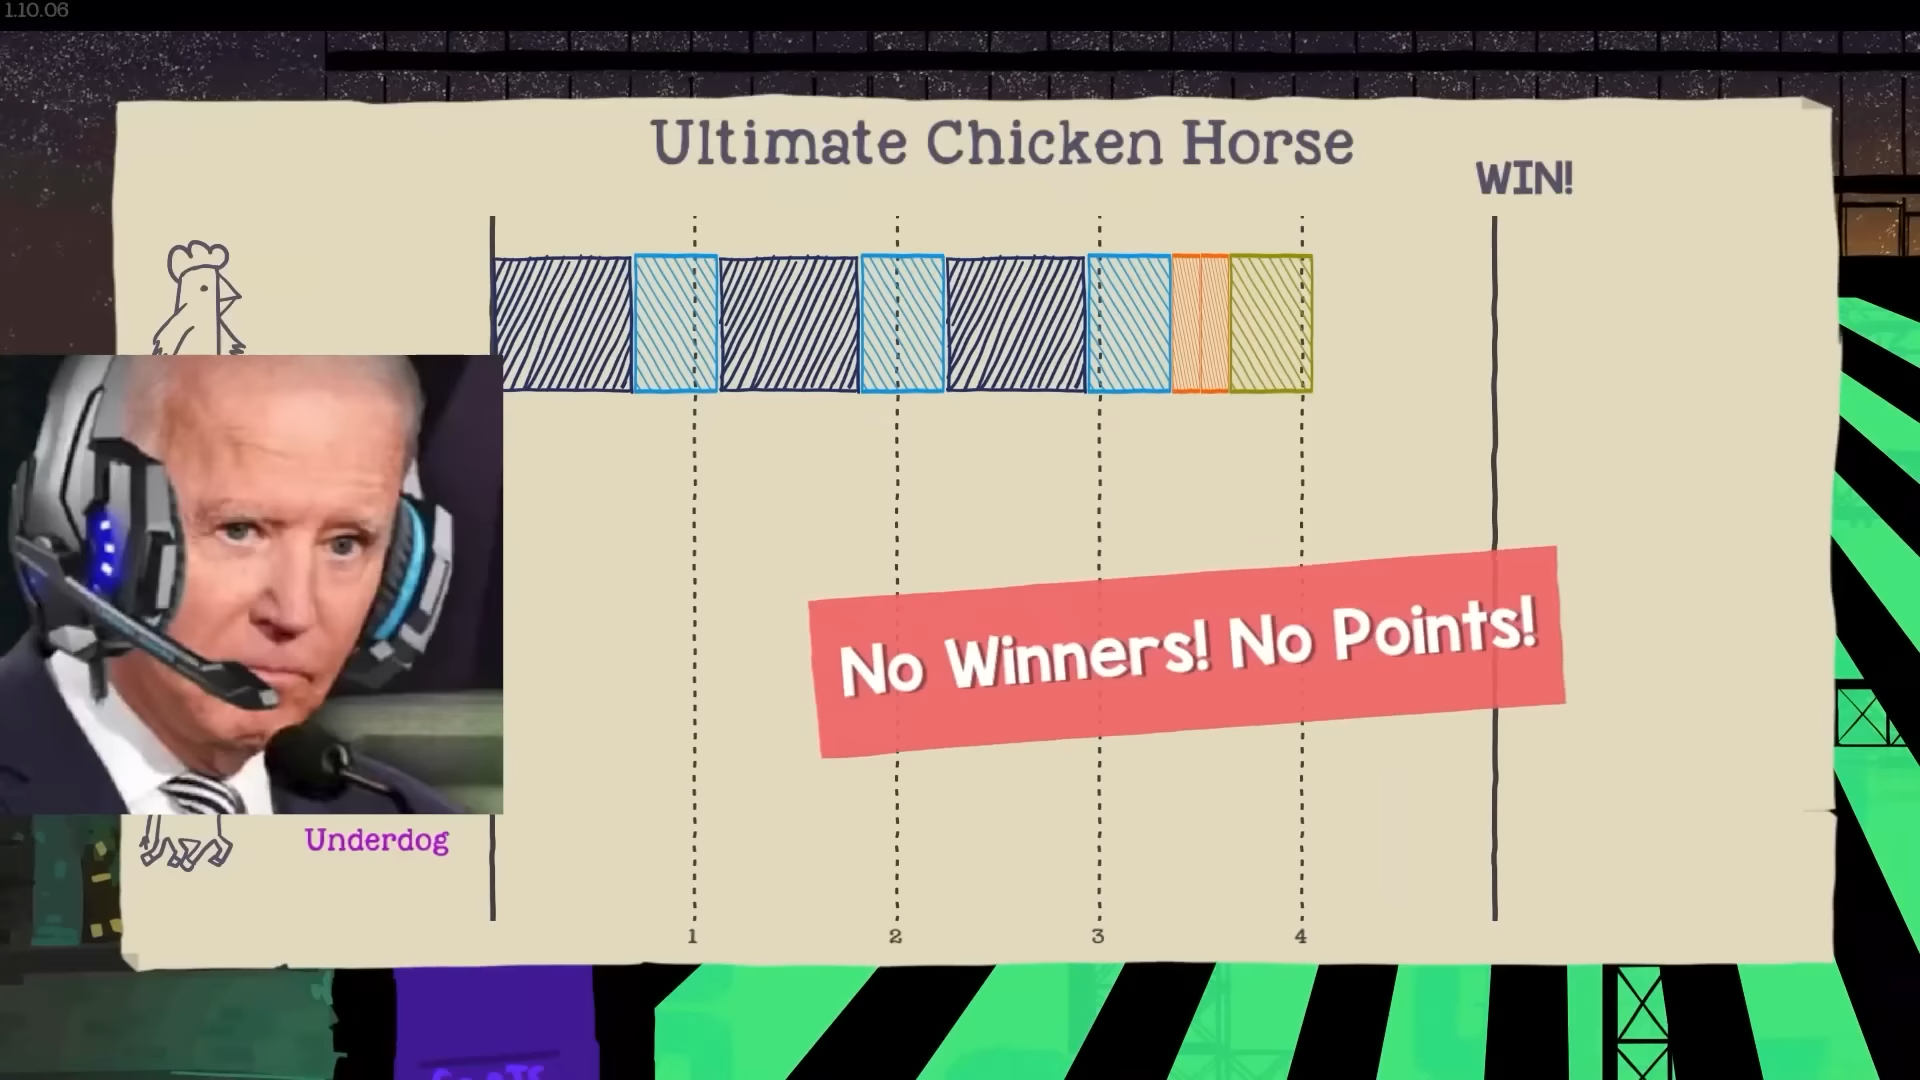 1.10.06
Ultimate Chicken Horse
WIN!
No Winners! No Points!
Underdog
1
2
3
4